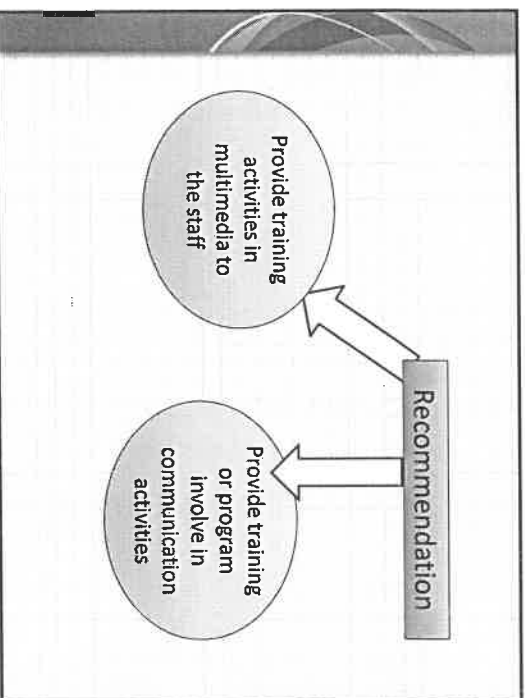 Recommendation
Provide training
activities in
multimedia to
the staff
Provide training
or program
involve in
communication
activities